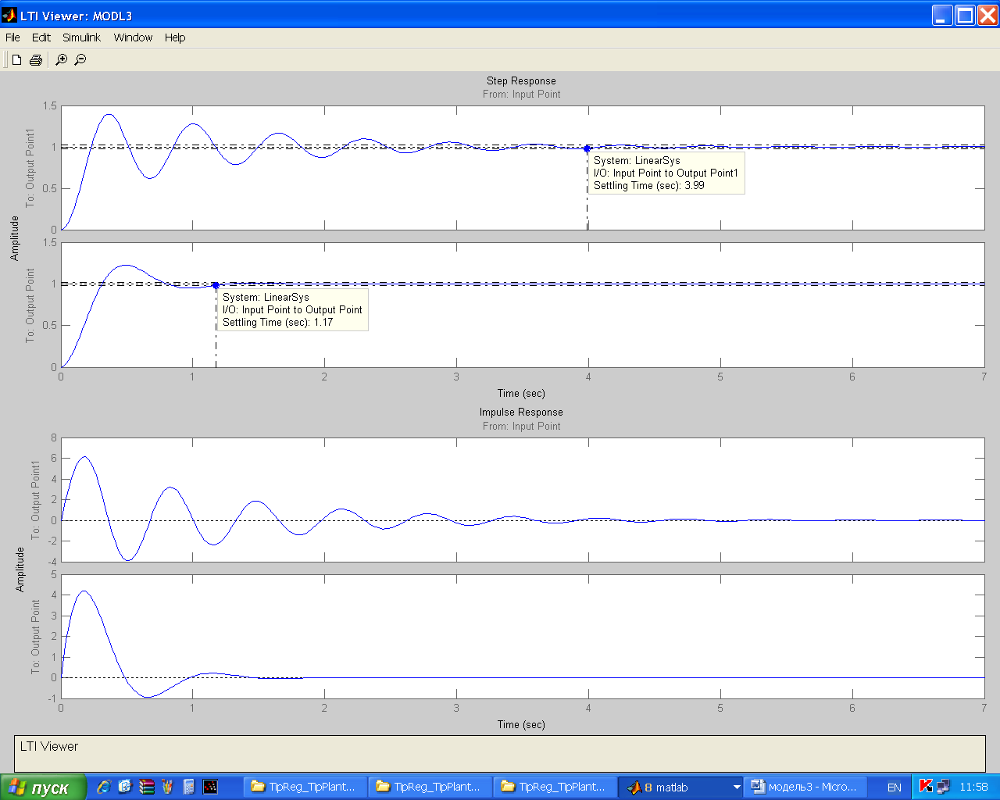 LTI Viewer: MODL3
File Edit Simulink Window Help
Step Response
From: Input Point
Amplitude
To: Output Point1
1.5
1
0.5
0
System: LinearSys
I/O: Input Point to Output Point1
Settling Time (sec): 3.99
To: Output Point
1.5
1
0.5
0
System: LinearSys
I/O: Input Point to Output Point
Settling Time (sec): 1.17
0 1 2 3 4 5 6 7
Time (sec)
Impulse Response
From: Input Point
Amplitude
To: Output Point1
8
6
4
2
0
-2
-4
To: Output Point
5
4
3
2
1
0
-1
0 1 2 3 4 5 6 7
Time (sec)
LTI Viewer
пуск
TipReg_TipPlant...
TipReg_TipPlant...
TipReg_TipPlant...
8 matlab
модель3 - Micro...
EN
11:58